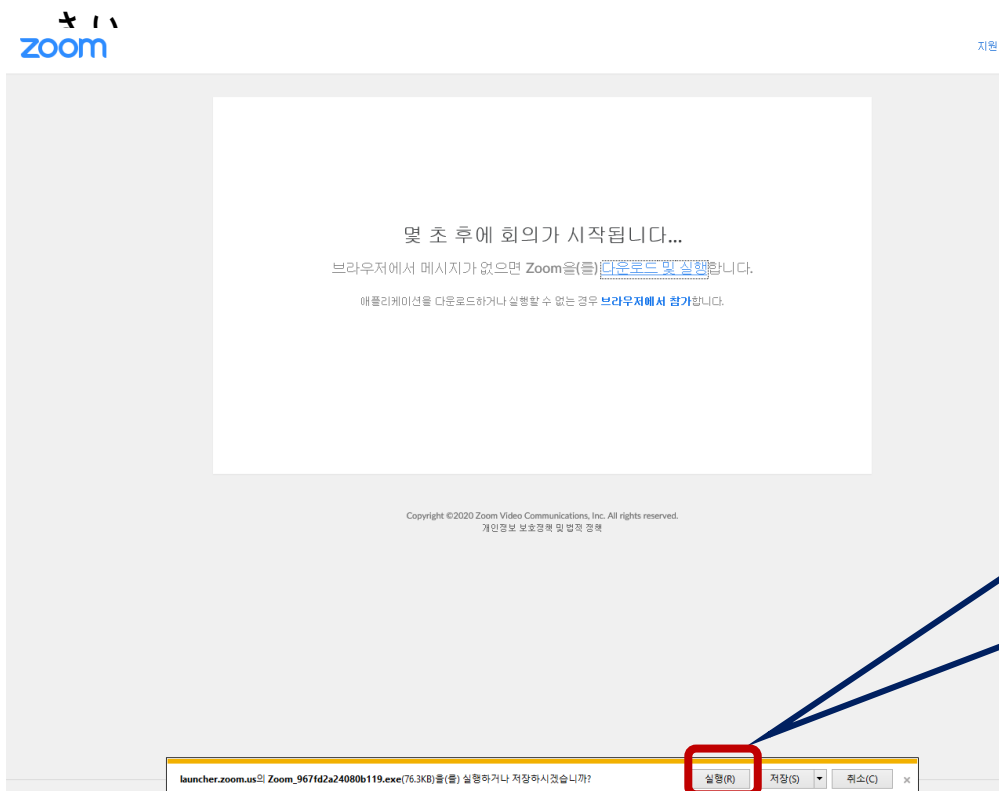 さい
zoom
지원
몇 초 후에 회의가 시작됩니다...
브라우저에서 메시지가 없으면 Zoom을(를) 다운로드 및 실행합니다.
애플리케이션을 다운로드하거나 실행할 수 없는 경우 브라우저에서 참가합니다.
Copyright ©2020 Zoom Video Communications, Inc. All rights reserved.
개인정보 보호정책 및 법적 정책
launcher.zoom.us의 Zoom_967fd2a24080b119.exe(76.3KB)을(를) 실행하거나 저장하시겠습니까? 실행(R) 저장(S) 취소(C) ×